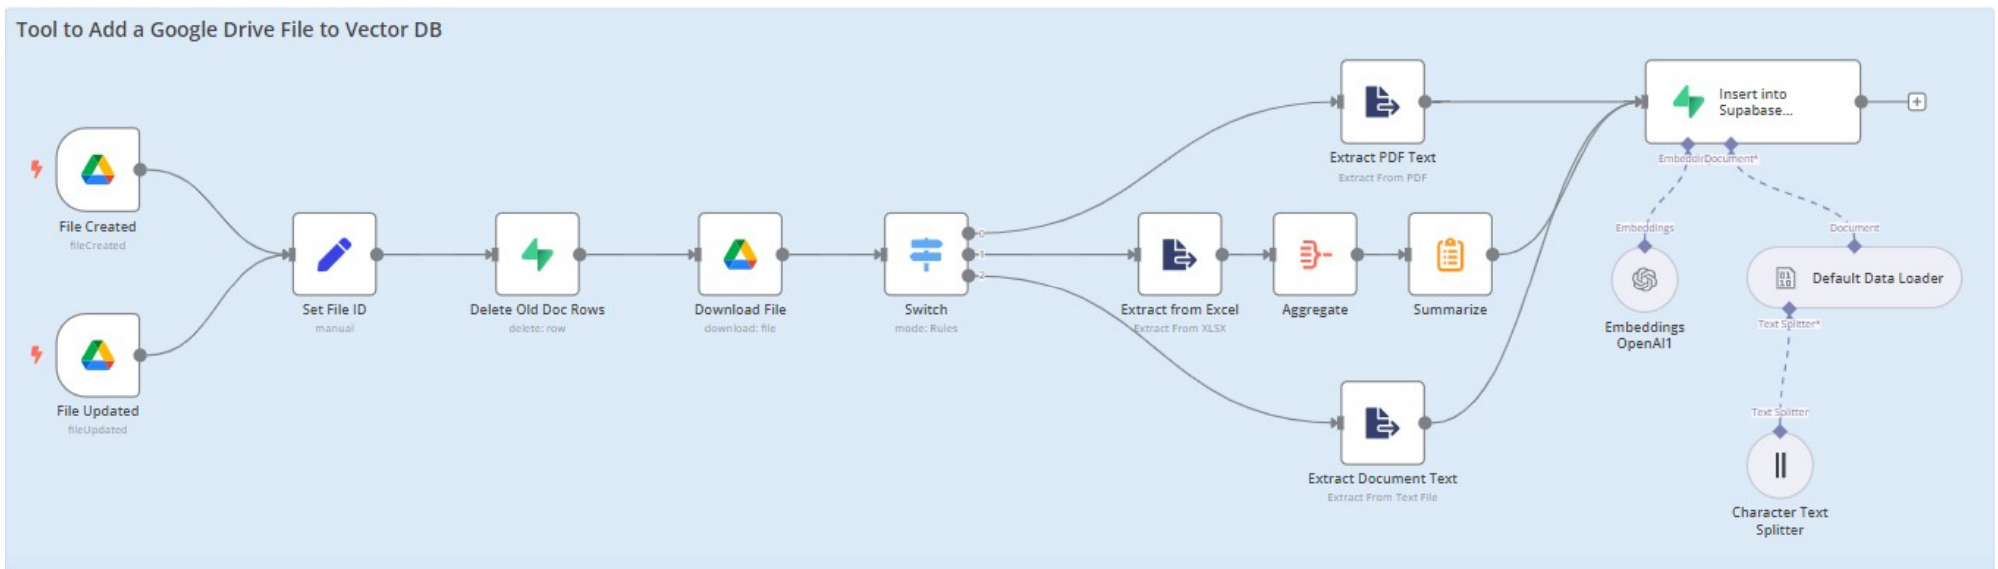 Tool to Add a Google Drive File to Vector DB
File Created
fileCreated
File Updated
fileUpdated
Set File ID
manual
Delete Old Doc Rows
delete: row
Download File
download: file
Switch
mode: Rules
0
1
2
Extract PDF Text
Extract From PDF
Extract from Excel
Extract From XLSX
Aggregate
Summarize
Extract Document Text
Extract From Text File
Insert into
Supabase...
Document*
Embeddings
Embeddings
OpenAI1
Document
01
10
Default Data Loader
Text Splitter*
Text Splitter
Character Text
Splitter